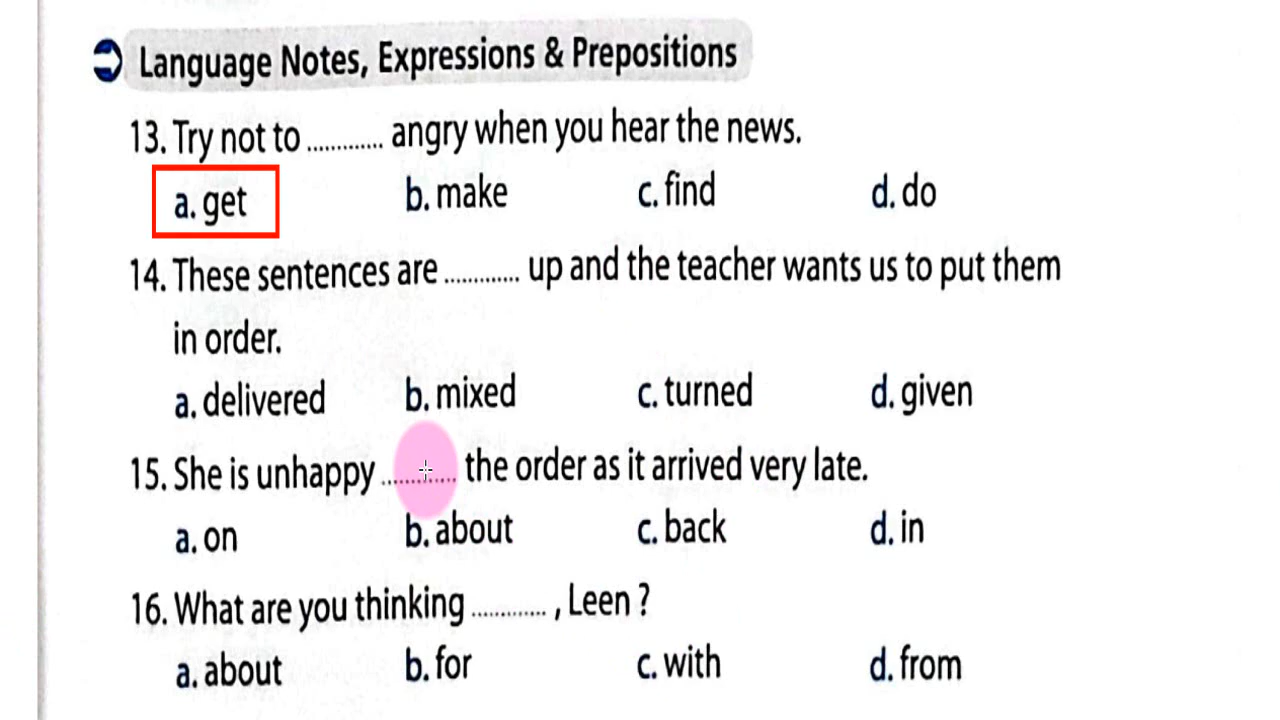 Language Notes, Expressions & Prepositions
13. Try not to ............. angry when you hear the news.
a. get b. make c. find d. do
14. These sentences are ............. up and the teacher wants us to put them
in order.
a. delivered b. mixed c. turned d. given
15. She is unhappy ............. the order as it arrived very late.
a. on b. about c. back d. in
16. What are you thinking ............. , Leen ?
a. about b. for c. with d. from